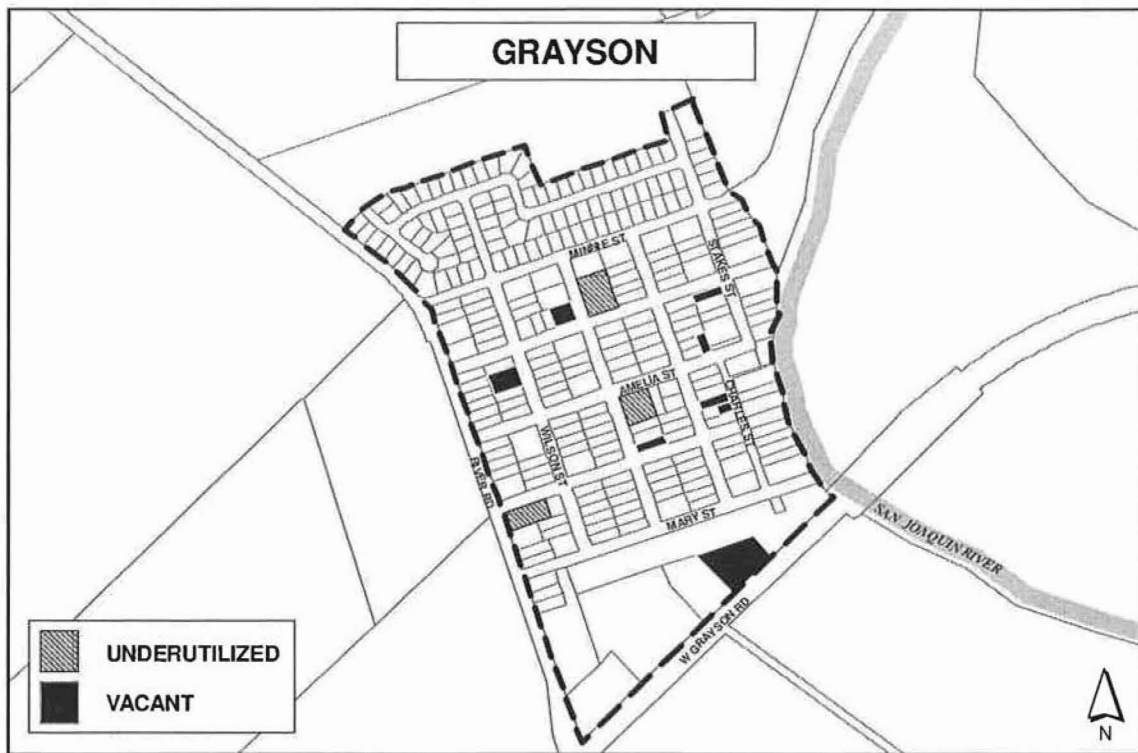 GRAYSON
MINNIE ST
STAKES ST
AMELIA ST
CHARLES ST
WILSON ST
RIVER RD
MARY ST
SAN JOAQUIN RIVER
W GRAYSON RD
UNDERUTILIZED
VACANT
N